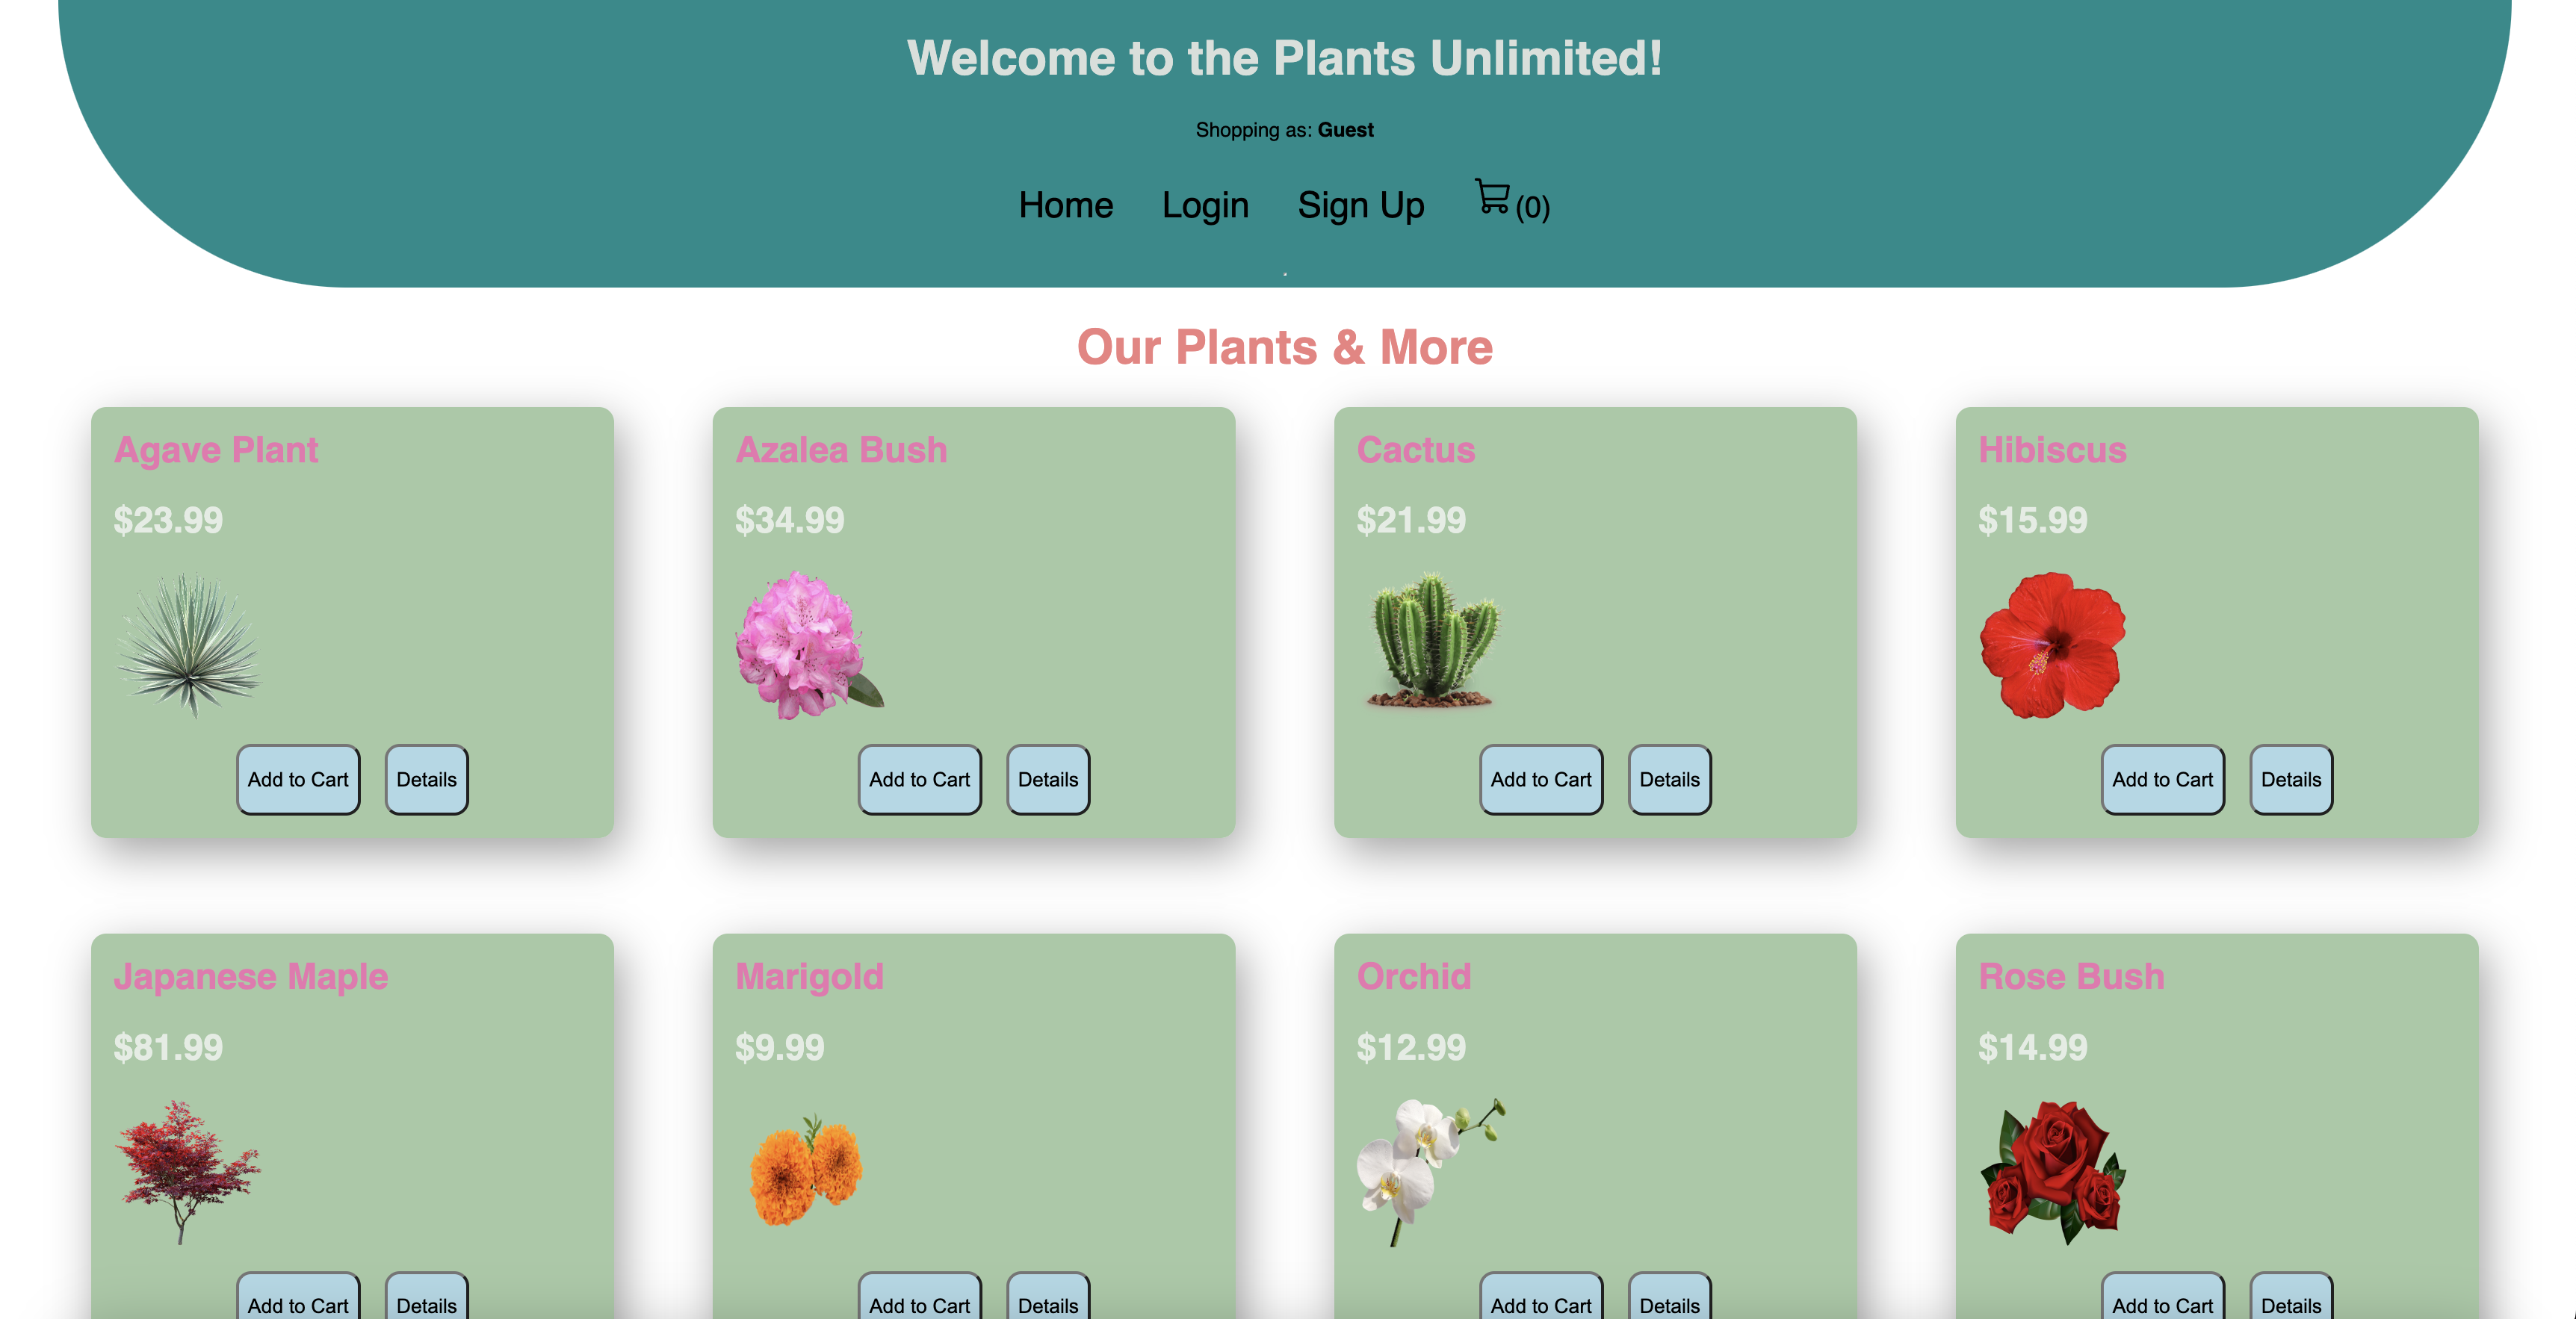 Welcome to the Plants Unlimited!
Shopping as: Guest
Home Login Sign Up (0)
.
Our Plants & More
Agave Plant
$23.99
Add to Cart Details
Azalea Bush
$34.99
Add to Cart Details
Cactus
$21.99
Add to Cart Details
Hibiscus
$15.99
Add to Cart Details
Japanese Maple
$81.99
Add to Cart Details
Marigold
$9.99
Add to Cart Details
Orchid
$12.99
Add to Cart Details
Rose Bush
$14.99
Add to Cart Details